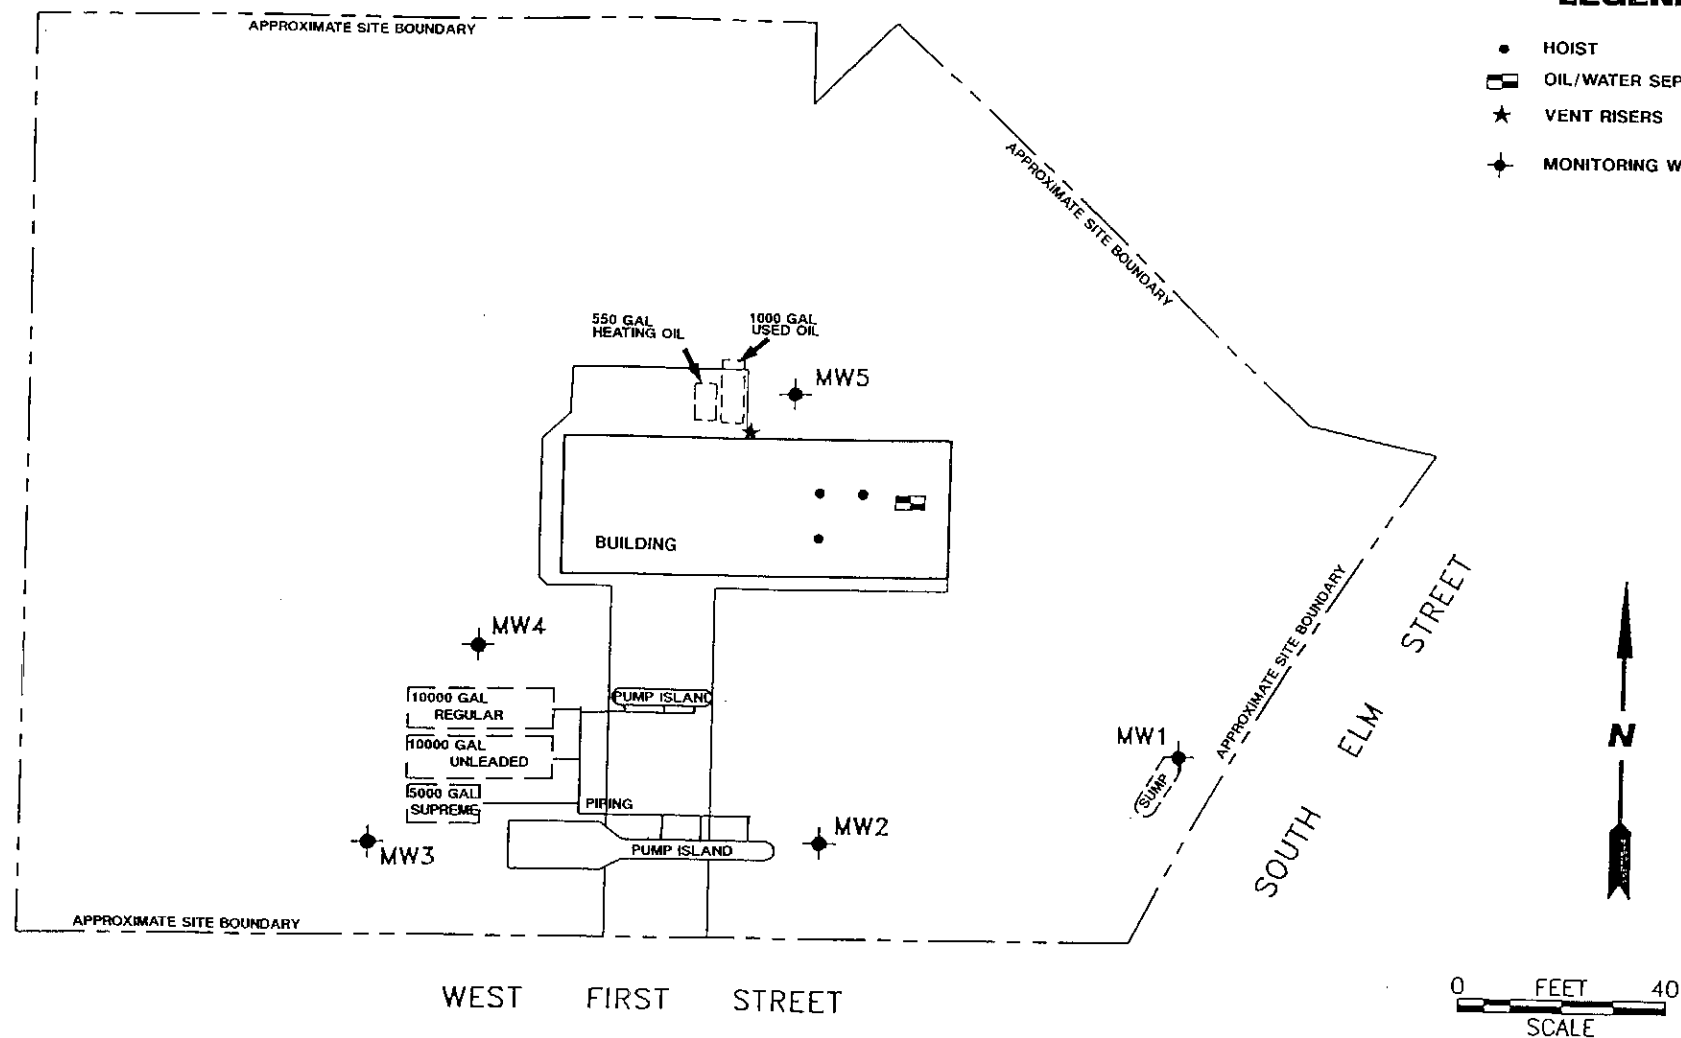 APPROXIMATE SITE BOUNDARY
HOIST
OIL/WATER
VENT RISERS
MONITORING
APPROXIMATE SITE BOUNDARY
550 GAL
HEATING OIL
1000 GAL
USED OIL
MW5
BUILDING
MW4
10000 GAL
REGULAR
PUMP ISLAND
10000 GAL
UNLEADED
5000 GAL
SUPREME
PIPING
MW3
PUMP ISLAND
MW2
MW1
SUMP
APPROXIMATE SITE BOUNDARY
SOUTH ELM STREET
N
APPROXIMATE SITE BOUNDARY
WEST FIRST STREET
0 FEET 40
SCALE